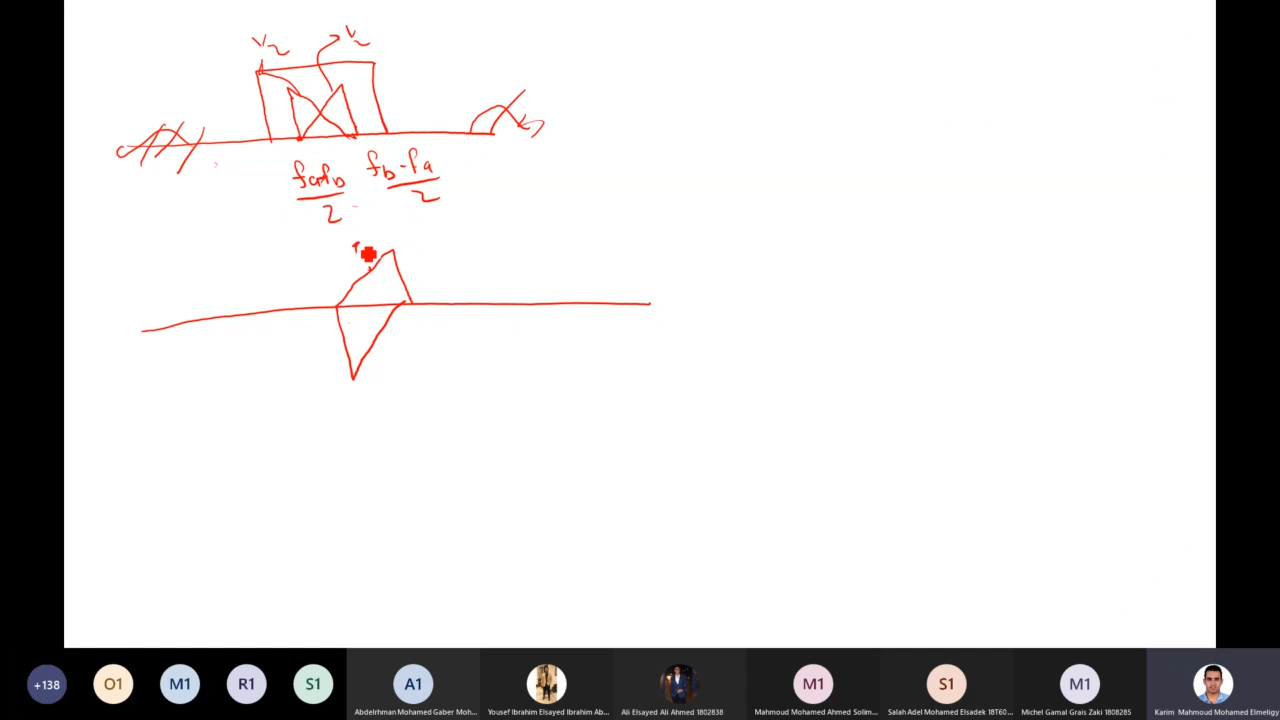 1/2 1/2
fa-fb fb-fa
2 2
+138 O1 M1 R1 S1 A1 M1 S1 M1
Abdelrhman Mohamed Gaber Moh... Yousef Ibrahim Elsayed Ibrahim Ab... Ali Elsayed Ali Ahmed 1802838 Mahmoud Mohamed Ahmed Solim... Salah Adel Mohamed Elsadek 18T60... Michel Gamal Grais Zaki 1808285 Karim Mahmoud Mohamed Elmelig